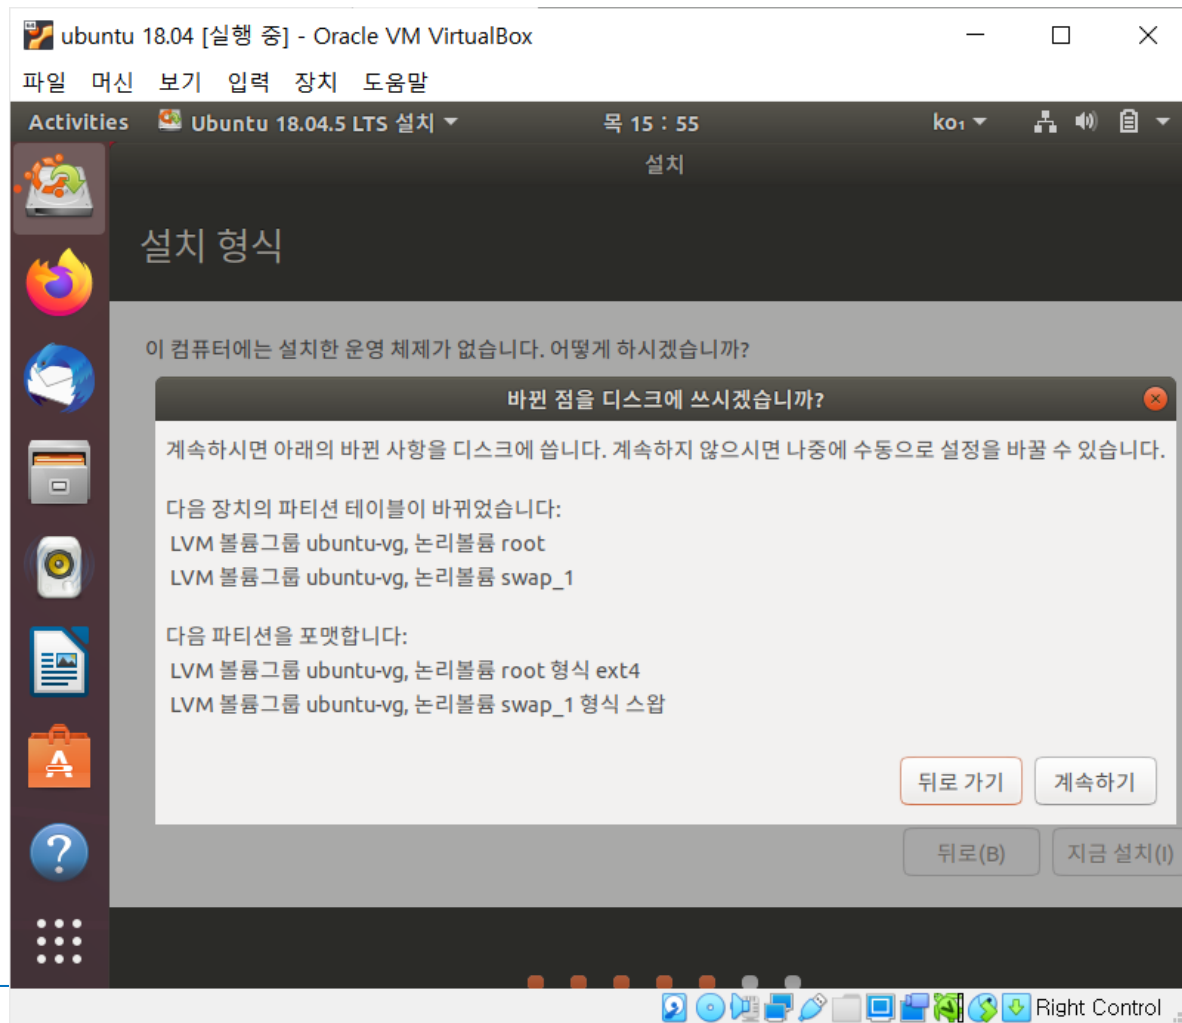 ubuntu 18.04 [실행 중] - Oracle VM VirtualBox
파일 머신 보기 입력 장치 도움말
Activities Ubuntu 18.04.5 LTS 설치 목 15 : 55 ko₁
설치
설치 형식
이 컴퓨터에는 설치한 운영 체제가 없습니다. 어떻게 하시겠습니까?
바뀐 점을 디스크에 쓰시겠습니까?
계속하시면 아래의 바뀐 사항을 디스크에 씁니다. 계속하지 않으시면 나중에 수동으로 설정을 바꿀 수 있습니다.
다음 장치의 파티션 테이블이 바뀌었습니다:
LVM 볼륨그룹 ubuntu-vg, 논리볼륨 root
LVM 볼륨그룹 ubuntu-vg, 논리볼륨 swap_1
다음 파티션을 포맷합니다:
LVM 볼륨그룹 ubuntu-vg, 논리볼륨 root 형식 ext4
LVM 볼륨그룹 ubuntu-vg, 논리볼륨 swap_1 형식 스왑
뒤로 가기 계속하기
뒤로(B) 지금 설치(I)
Right Control